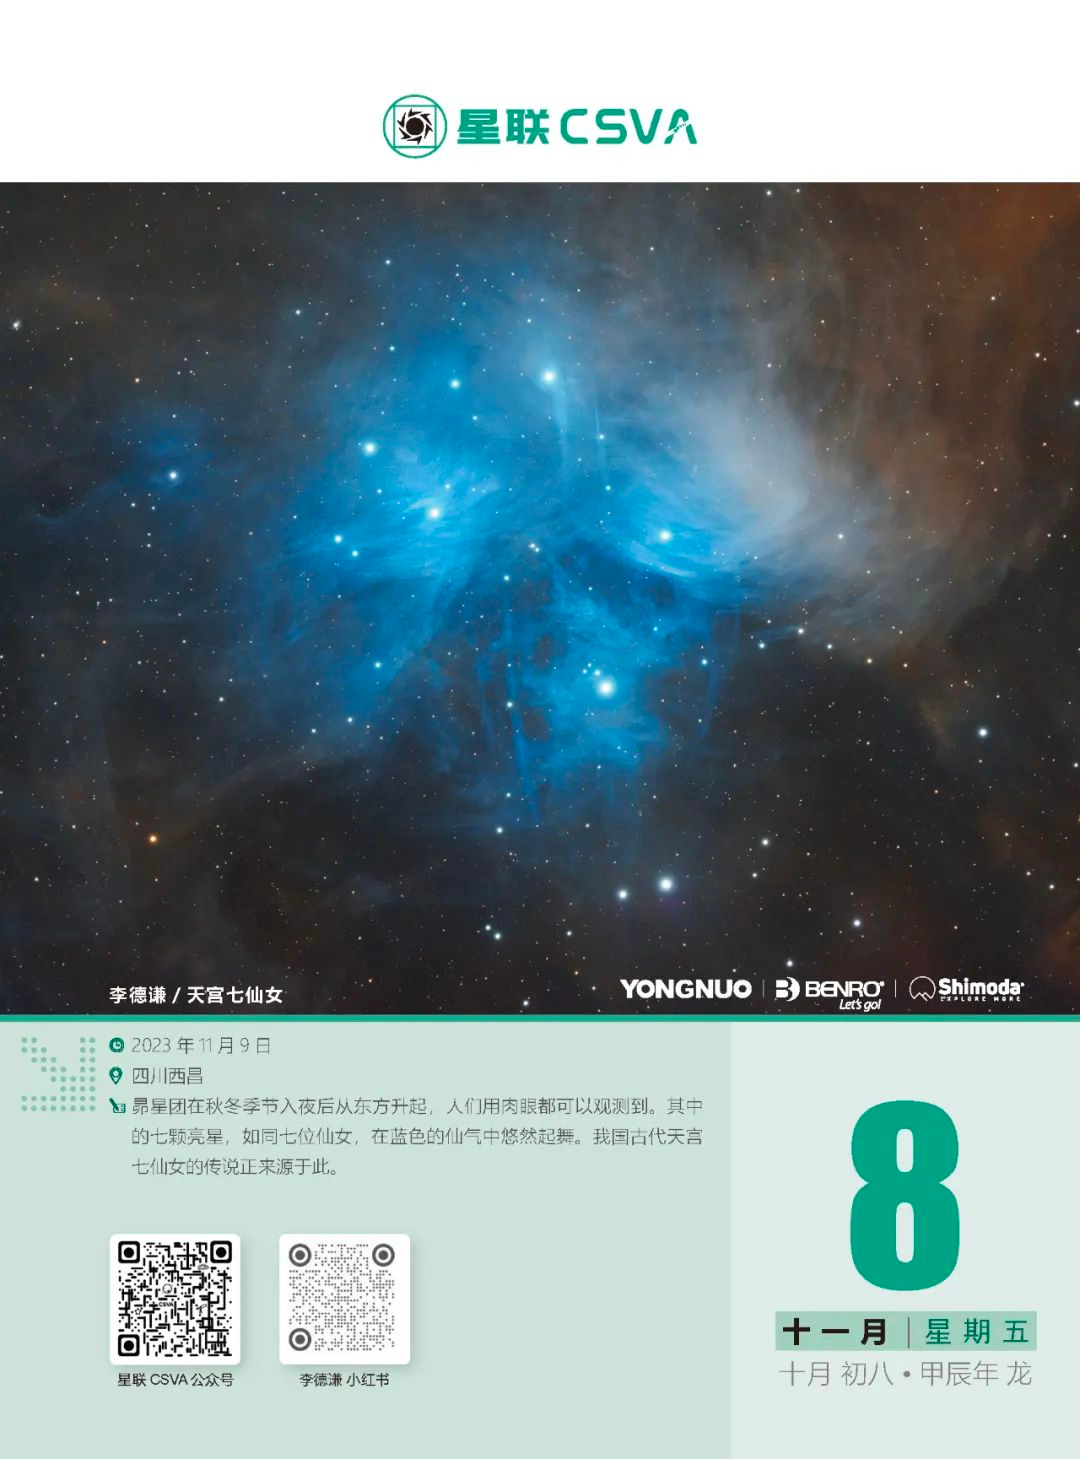 星联CSVA
李德谦 / 天宫七仙女
YONGNUO | BENRO | Shimoda
Let's go!
EXPLORE MORE
2023 年 11 月 9 日
四川西昌
昴星团在秋冬季节入夜后从东方升起，人们用肉眼都可以观测到。其中
的七颗亮星，如同七位仙女，在蓝色的仙气中悠然起舞。我国古代天宫
七仙女的传说正来源于此。
CSVA
星联 CSVA 公众号
李德谦 小红书
8
十一月 | 星期五
十月 初八 • 甲辰年 龙